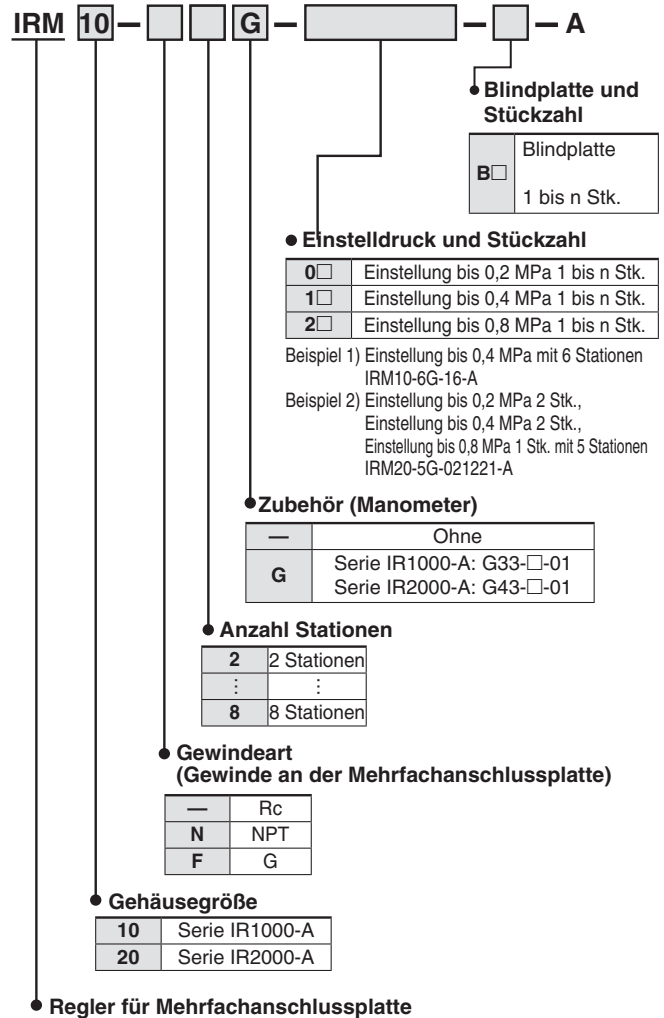 IRM 10 – □ □ G – □ – □ – A
Blindplatte und
Stückzahl
B□ Blindplatte
1 bis n Stk.
Einstelldruck und Stückzahl
0□ Einstellung bis 0,2 MPa 1 bis n Stk.
1□ Einstellung bis 0,4 MPa 1 bis n Stk.
2□ Einstellung bis 0,8 MPa 1 bis n Stk.
Beispiel 1) Einstellung bis 0,4 MPa mit 6 Stationen
IRM10-6G-16-A
Beispiel 2) Einstellung bis 0,2 MPa 2 Stk.,
Einstellung bis 0,4 MPa 2 Stk.,
Einstellung bis 0,8 MPa 1 Stk. mit 5 Stationen
IRM20-5G-021221-A
Zubehör (Manometer)
— Ohne
G Serie IR1000-A: G33-□-01
Serie IR2000-A: G43-□-01
Anzahl Stationen
2 2 Stationen
⋮ ⋮
8 8 Stationen
Gewindeart
(Gewinde an der Mehrfachanschlussplatte)
— Rc
N NPT
F G
Gehäusegröße
10 Serie IR1000-A
20 Serie IR2000-A
Regler für Mehrfachanschlussplatte